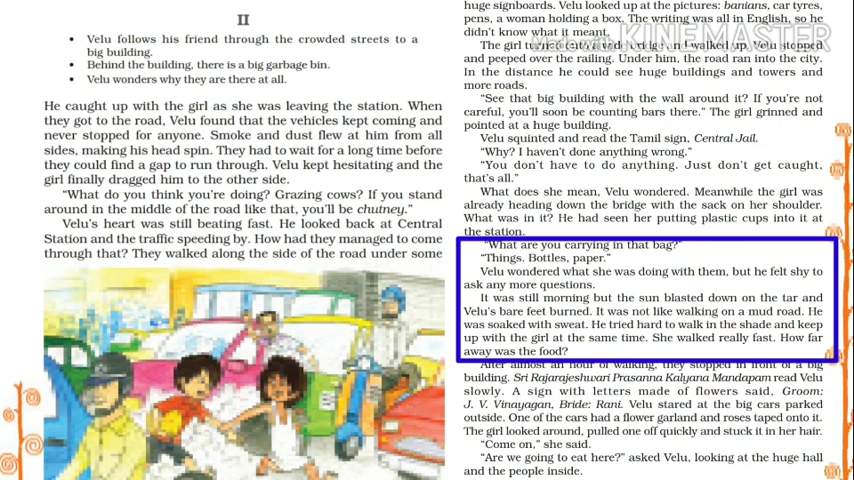 II
• Velu follows his friend through the crowded streets to a
big building.
• Behind the building, there is a big garbage bin.
• Velu wonders why they are there at all.
He caught up with the girl as she was leaving the station. When
they got to the road, Velu found that the vehicles kept coming and
never stopped for anyone. Smoke and dust flew at him from all
sides, making his head spin. They had to wait for a long time before
they could find a gap to run through. Velu kept hesitating and the
girl finally dragged him to the other side.
“What do you think you’re doing? Grazing cows? If you stand
around in the middle of the road like that, you’ll be chutney.”
Velu’s heart was still beating fast. He looked back at Central
Station and the traffic speeding by. How had they managed to come
through that? They walked along the side of the road under some
huge signboards. Velu looked up at the pictures: banians, car tyres,
pens, a woman holding a box. The writing was all in English, so he
didn’t know what it meant.
Made with KINEMASTER
The girl turned onto a wide bridge and walked up. Velu stopped
and peeped over the railing. Under him, the road ran into the city.
In the distance he could see huge buildings and towers and
more roads.
“See that big building with the wall around it? If you’re not
careful, you’ll soon be counting bars there.” The girl grinned and
pointed at a huge building.
Velu squinted and read the Tamil sign, Central Jail.
“Why? I haven’t done anything wrong.”
“You don’t have to do anything. Just don’t get caught,
that’s all.”
What does she mean, Velu wondered. Meanwhile the girl was
already heading down the bridge with the sack on her shoulder.
What was in it? He had seen her putting plastic cups into it at
the station.
“What are you carrying in that bag?”
“Things. Bottles, paper.”
Velu wondered what she was doing with them, but he felt shy to
ask any more questions.
It was still morning but the sun blasted down on the tar and
Velu’s bare feet burned. It was not like walking on a mud road. He
was soaked with sweat. He tried hard to walk in the shade and keep
up with the girl at the same time. She walked really fast. How far
away was the food?
After almost an hour of walking, they stopped in front of a big
building. Sri Rajarajeshwari Prasanna Kalyana Mandapam read Velu
slowly. A sign with letters made of flowers said, Groom:
J. V. Vinayagan, Bride: Rani. Velu stared at the big cars parked
outside. One of the cars had a flower garland and roses taped onto it.
The girl looked around, pulled one off quickly and stuck it in her hair.
“Come on,” she said.
“Are we going to eat here?” asked Velu, looking at the huge hall
and the people inside.